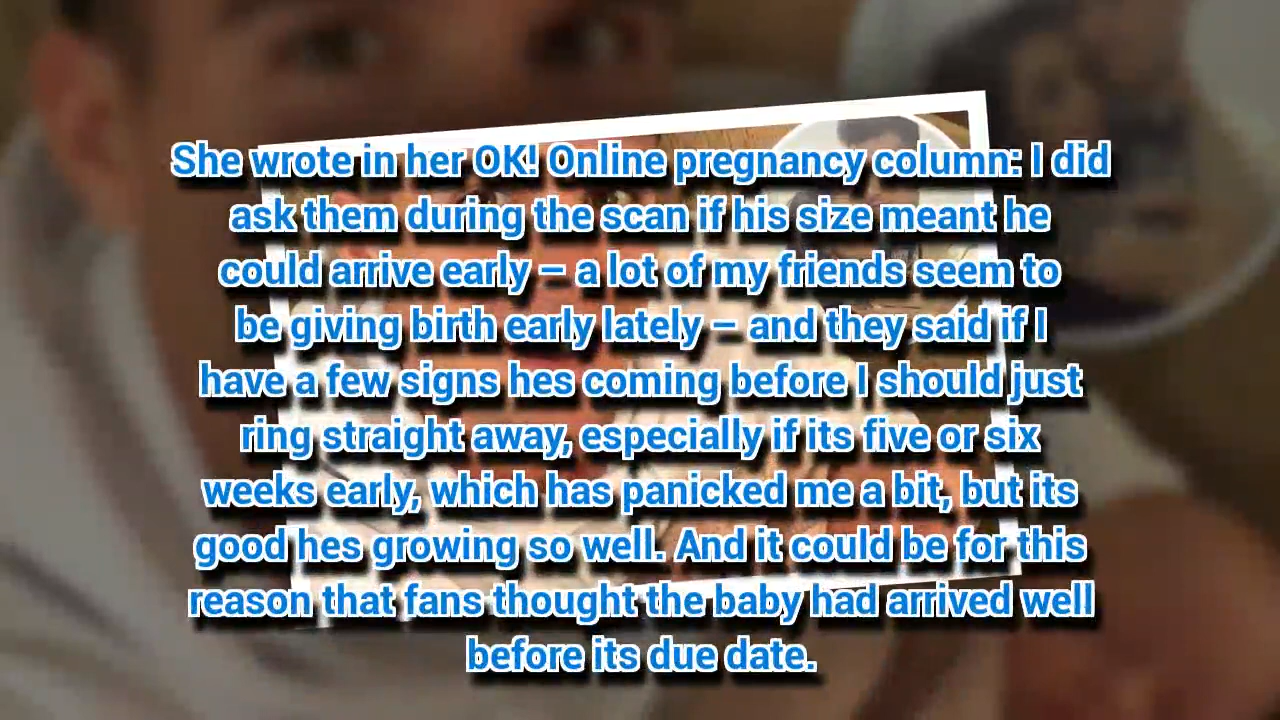 She wrote in her OK! Online pregnancy column: I did
ask them during the scan if his size meant he
could arrive early – a lot of my friends seem to
be giving birth early lately – and they said if I
have a few signs hes coming before I should just
ring straight away, especially if its five or six
weeks early, which has panicked me a bit, but its
good hes growing so well. And it could be for this
reason that fans thought the baby had arrived well
before its due date.